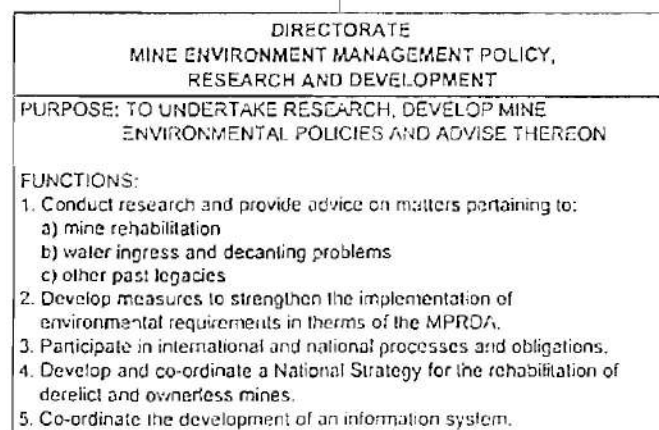 DIRECTORATE
MINE ENVIRONMENT MANAGEMENT POLICY,
RESEARCH AND DEVELOPMENT
PURPOSE: TO UNDERTAKE RESEARCH, DEVELOP MINE
ENVIRONMENTAL POLICIES AND ADVISE THEREON
FUNCTIONS:
1. Conduct research and provide advice on matters pertaining to:
a) mine rehabilitation
b) water ingress and decanting problems
c) other past legacies
2. Develop measures to strengthen the implementation of
environmental requirements in therms of the MPRDA.
3. Participate in international and national processes and obligations.
4. Develop and co-ordinate a National Strategy for the rehabilitation of
derelict and ownerless mines.
5. Co-ordinate the development of an information system.